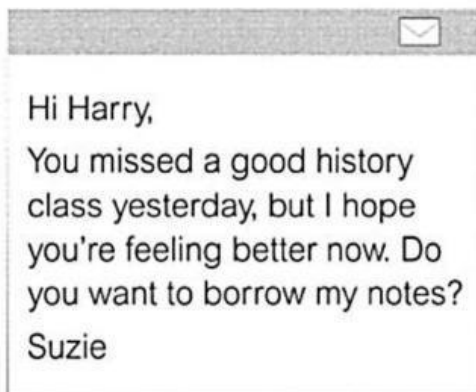 Hi Harry,
You missed a good history
class yesterday, but I hope
you're feeling better now. Do
you want to borrow my notes?
Suzie